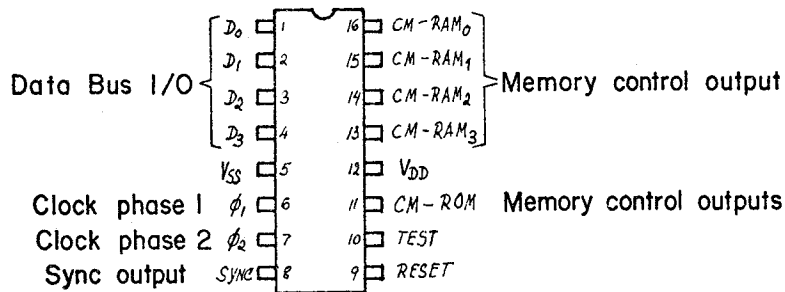 D₀ 1 16 CM-RAM₀
D₁ 2 15 CM-RAM₁
Data Bus I/O Memory control output
D₂ 3 14 CM-RAM₂
D₃ 4 13 CM-RAM₃
VSS 5 12 VDD
Clock phase 1 ϕ₁ 6 11 CM-ROM Memory control outputs
Clock phase 2 ϕ₂ 7 10 TEST
Sync output SYNC 8 9 RESET